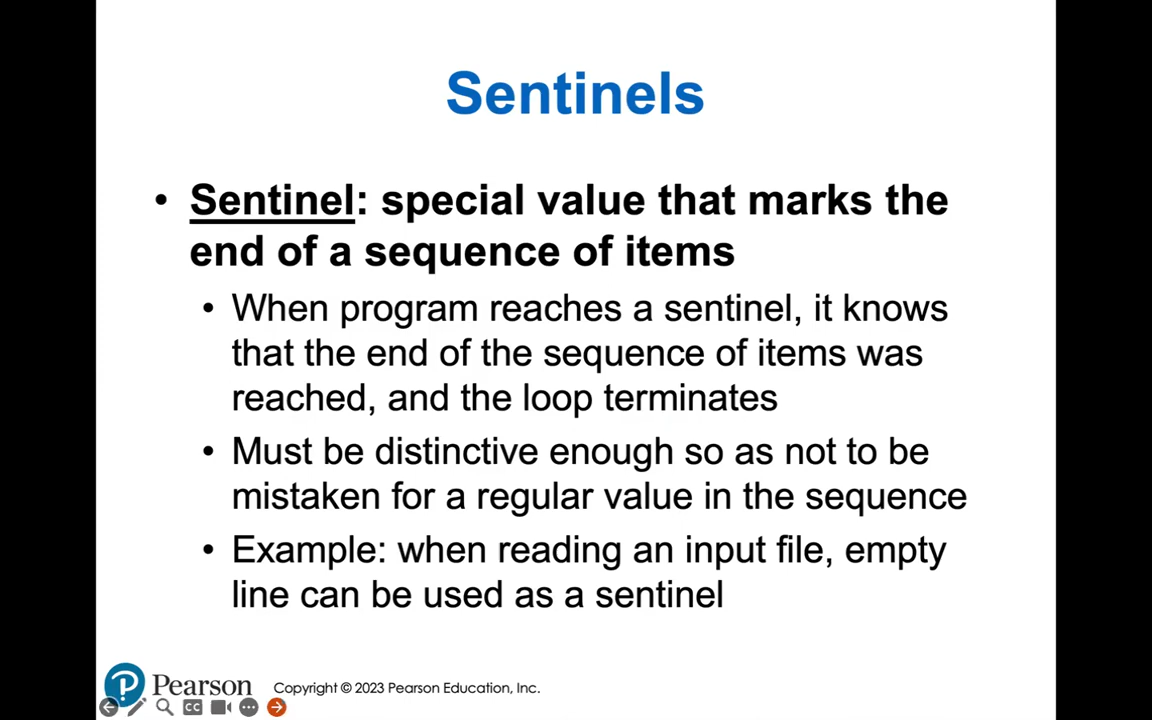 Sentinels
• Sentinel: special value that marks the
end of a sequence of items
• When program reaches a sentinel, it knows
that the end of the sequence of items was
reached, and the loop terminates
• Must be distinctive enough so as not to be
mistaken for a regular value in the sequence
• Example: when reading an input file, empty
line can be used as a sentinel
P Pearson Copyright © 2023 Pearson Education, Inc.
CC